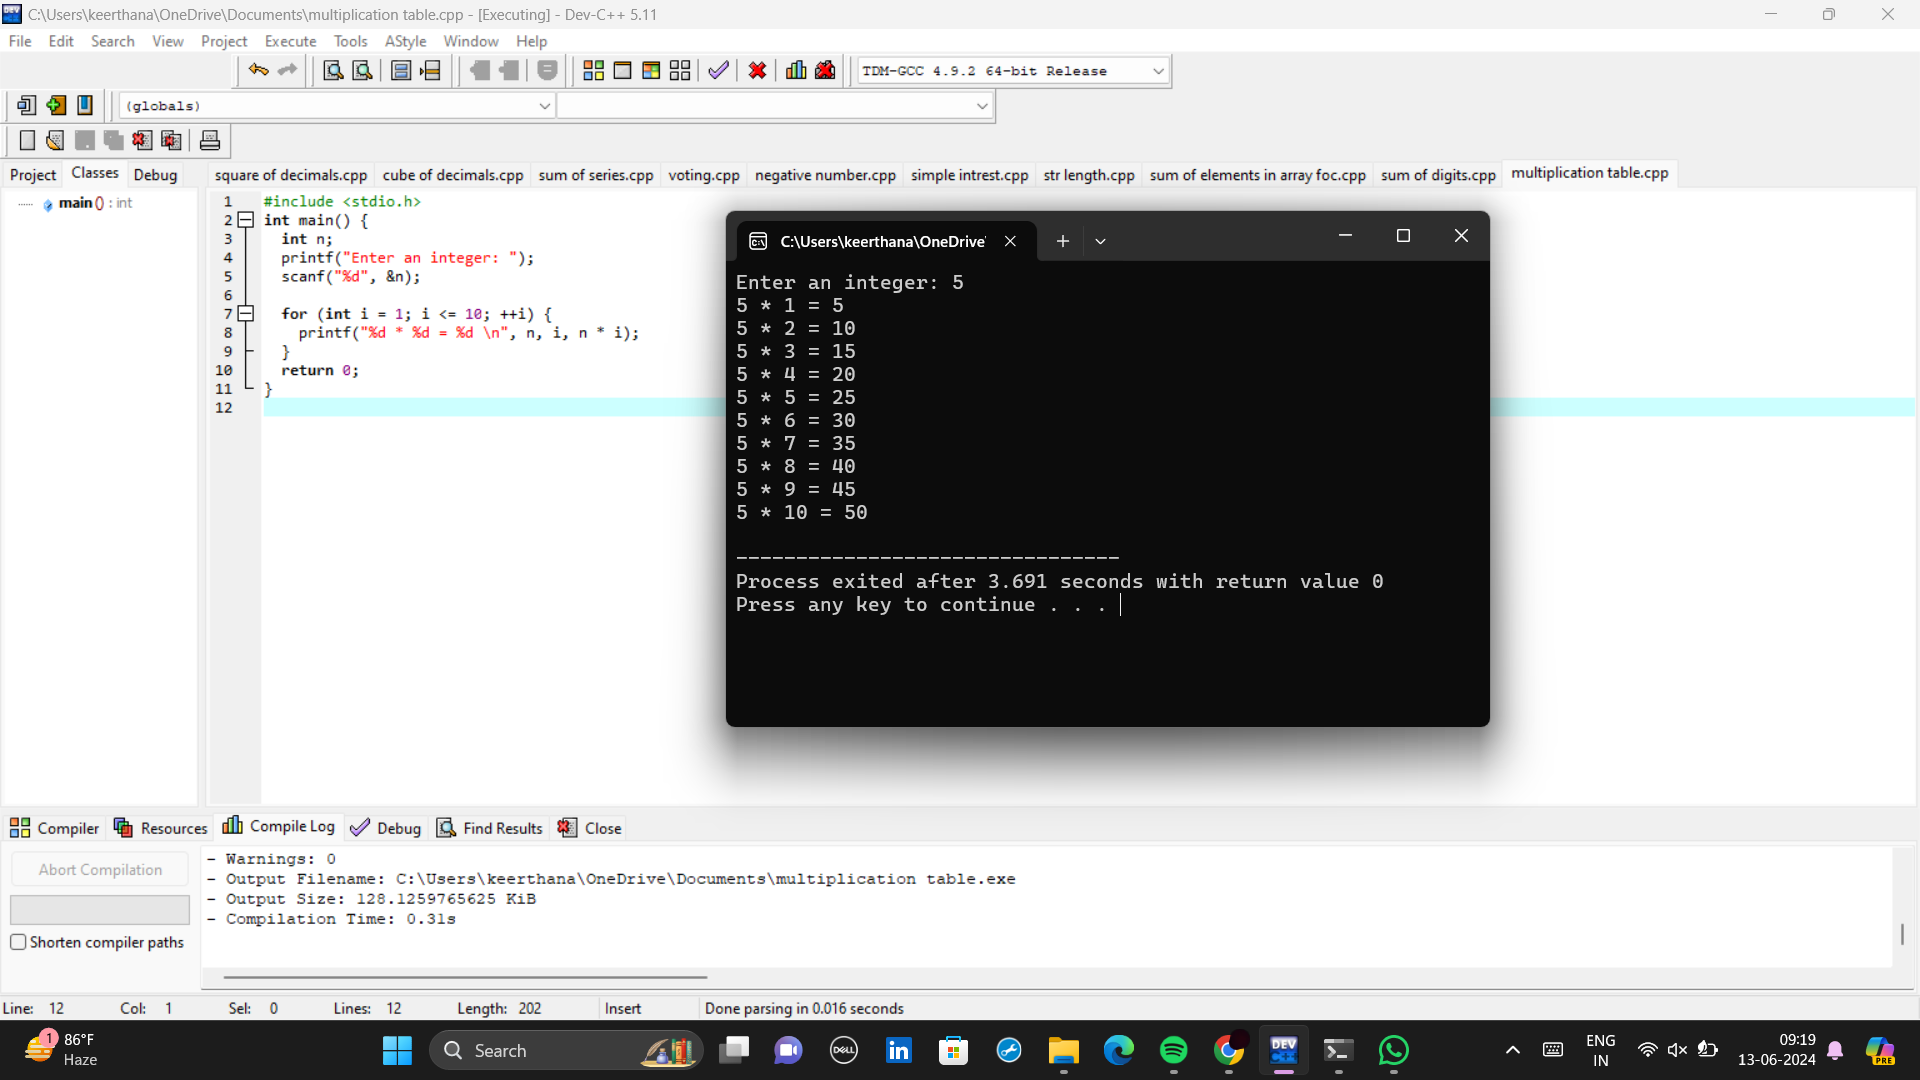 C:\Users\keerthana\OneDrive\Documents\multiplication table.cpp - [Executing] - Dev-C++ 5.11
File Edit Search View Project Execute Tools AStyle Window Help
TDM-GCC 4.9.2 64-bit Release
(globals)
Project Classes Debug
square of decimals.cpp cube of decimals.cpp sum of series.cpp voting.cpp negative number.cpp simple intrest.cpp str length.cpp sum of elements in array foc.cpp sum of digits.cpp multiplication table.cpp
main () : int
1 #include <stdio.h>
2 int main() {
3 int n;
4 printf("Enter an integer: ");
5 scanf("%d", &n);
6
7 for (int i = 1; i <= 10; ++i) {
8 printf("%d * %d = %d \n", n, i, n * i);
9 }
10 return 0;
11 }
12
C:\Users\keerthana\OneDrive'
Enter an integer: 5
5 * 1 = 5
5 * 2 = 10
5 * 3 = 15
5 * 4 = 20
5 * 5 = 25
5 * 6 = 30
5 * 7 = 35
5 * 8 = 40
5 * 9 = 45
5 * 10 = 50
--------------------------------
Process exited after 3.691 seconds with return value 0
Press any key to continue . . .
Compiler Resources Compile Log Debug Find Results Close
Abort Compilation
Shorten compiler paths
- Warnings: 0
- Output Filename: C:\Users\keerthana\OneDrive\Documents\multiplication table.exe
- Output Size: 128.1259765625 KiB
- Compilation Time: 0.31s
Line: 12 Col: 1 Sel: 0 Lines: 12 Length: 202 Insert Done parsing in 0.016 seconds
1
86°F
Haze
Search
DELL
in
DEV
C++
ENG
IN
09:19
13-06-2024
PRE